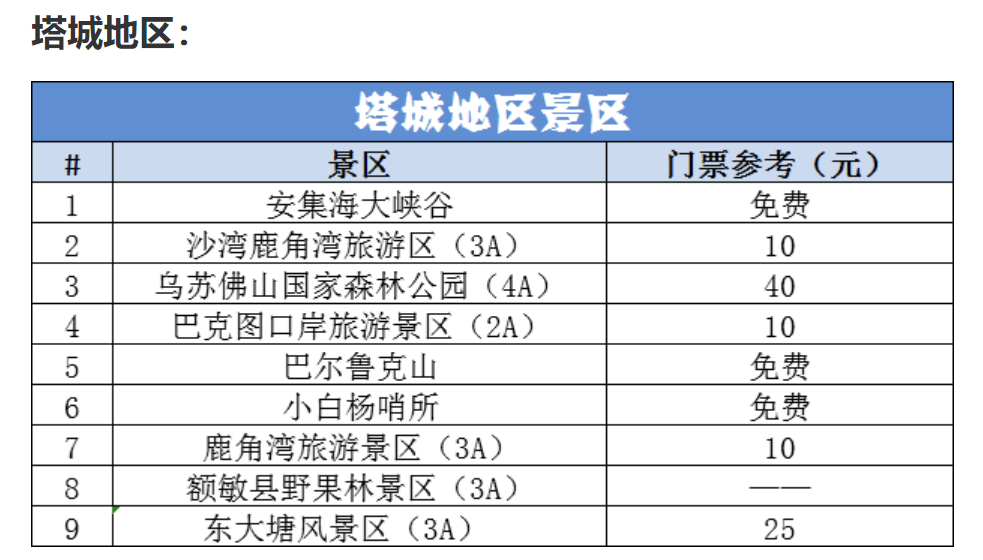 塔城地区：
塔城地区景区
# 景区 门票参考（元）
1 安集海大峡谷 免费
2 沙湾鹿角湾旅游区（3A） 10
3 乌苏佛山国家森林公园（4A） 40
4 巴克图口岸旅游景区（2A） 10
5 巴尔鲁克山 免费
6 小白杨哨所 免费
7 鹿角湾旅游景区（3A） 10
8 额敏县野果林景区（3A） ——
9 东大塘风景区（3A） 25